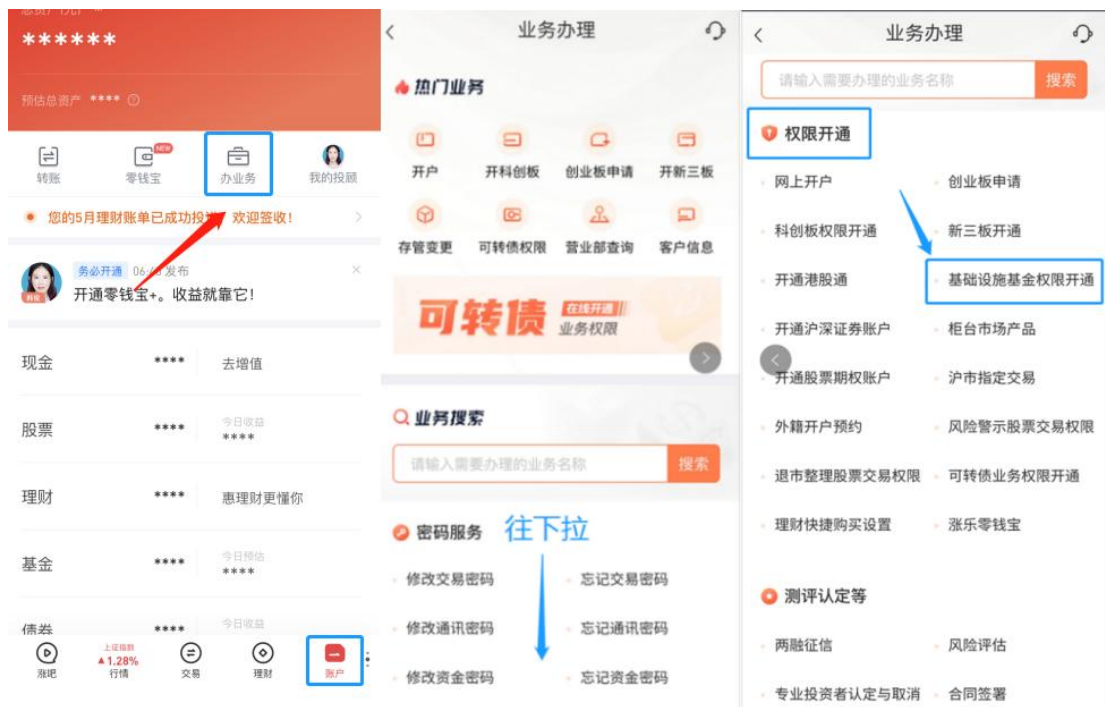 ******
预估总资产 ****
转账
零钱宝
NEW
办业务
我的投顾
您的5月理财账单已成功投 欢迎签收!
务必开通 发布
开通零钱宝+。收益就靠它!
现金 **** 去增值
今日收益
股票 **** ****
理财 **** 惠理财更懂你
今日预估
基金 **** ****
今日收益
债券 ****
涨吧
上证指数
▲1.28%
行情
交易
理财
账户
业务办理
热门业务
开户 开科创板 创业板申请 开新三板
存管变更 可转债权限 营业部查询 客户信息
可转债 在线开通
业务权限
业务搜索
请输入需要办理的业务名称 搜索
密码服务 往下拉
修改交易密码 忘记交易密码
修改通讯密码 忘记通讯密码
修改资金密码 忘记资金密码
业务办理
请输入需要办理的业务名称 搜索
权限开通
网上开户 创业板申请
科创板权限开通 新三板开通
开通港股通 基础设施基金权限开通
开通沪深证券账户 柜台市场产品
开通股票期权账户 沪市指定交易
外籍开户预约 风险警示股票交易权限
退市整理股票交易权限 可转债业务权限开通
理财快捷购买设置 涨乐零钱宝
测评认定等
两融征信 风险评估
专业投资者认定与取消 合同签署